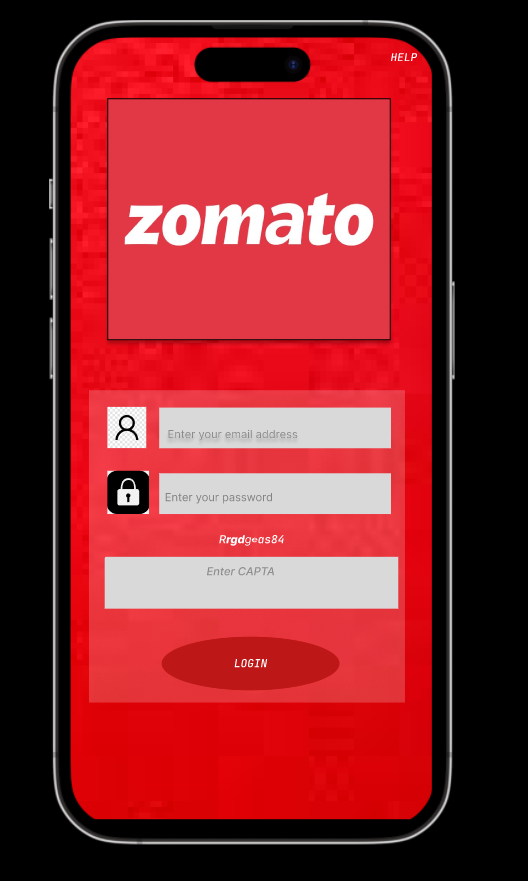 HELP
zomato
Enter your email address
Enter your password
Rrgdgeas84
Enter CAPTA
LOGIN